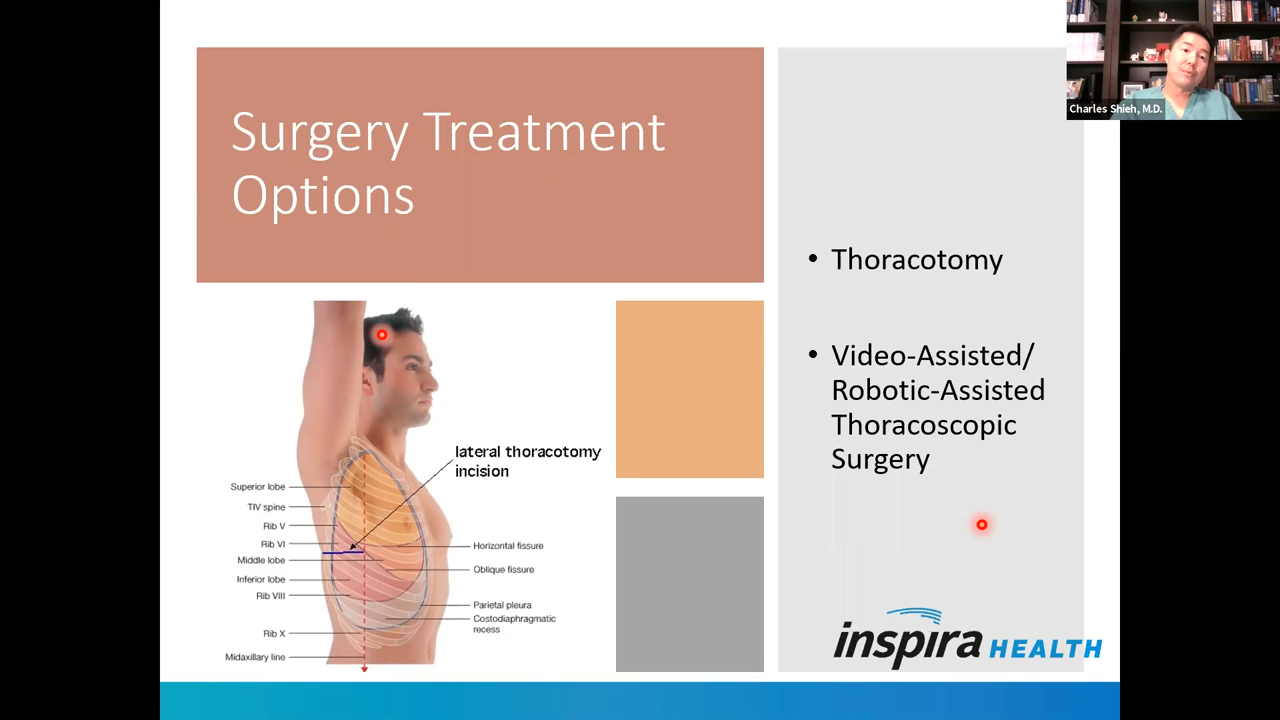 Charles Shieh, M.D.
Surgery Treatment
Options
• Thoracotomy
• Video-Assisted/
Robotic-Assisted
Thoracoscopic
Surgery
lateral thoracotomy
incision
Superior lobe
TIV spine
Rib V
Rib VI
Middle lobe
Inferior lobe
Rib VIII
Rib X
Midaxillary line
Horizontal fissure
Oblique fissure
Parietal pleura
Costodiaphragmatic
recess
inspira HEALTH